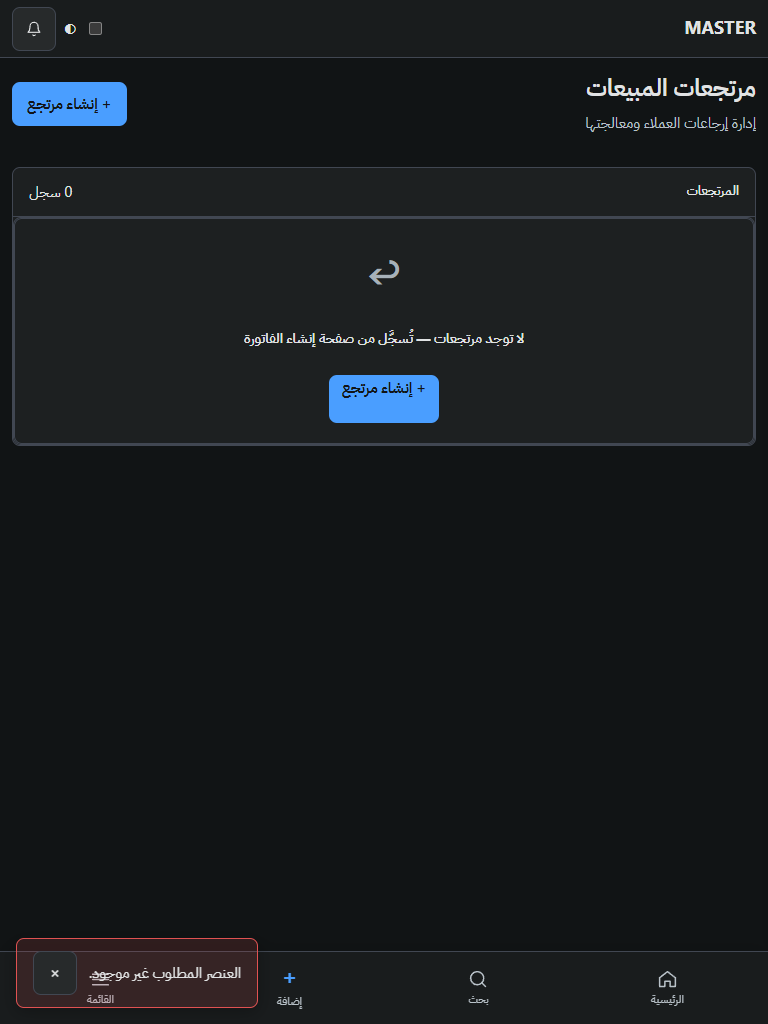 MASTER
مرتجعات المبيعات
إدارة إرجاعات العملاء ومعالجتها
+ إنشاء مرتجع
المرتجعات
0 سجل
لا توجد مرتجعات — تُسجَّل من صفحة إنشاء الفاتورة
+ إنشاء مرتجع
العنصر المطلوب غير موجود.
×
الرئيسية
بحث
إضافة
القائمة